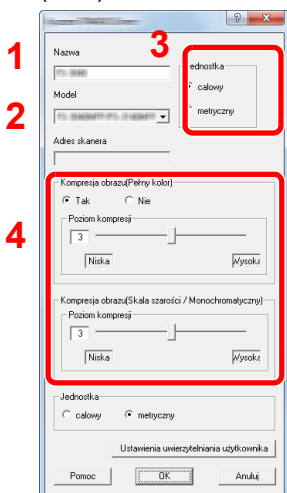 1
3
Nazwa
Jednostka
calowy
metryczny
2
Model
Adres skanera
4
Kompresja obrazu(Pełny kolor)
Tak Nie
Poziom kompresji
3
Niska Wysoka
Kompresja obrazu(Skala szarości / Monochromatyczny)
Poziom kompresji
3
Niska Wysoka
Jednostka
calowy metryczny
Ustawienia uwierzytelniania użytkownika
Pomoc OK Anuluj